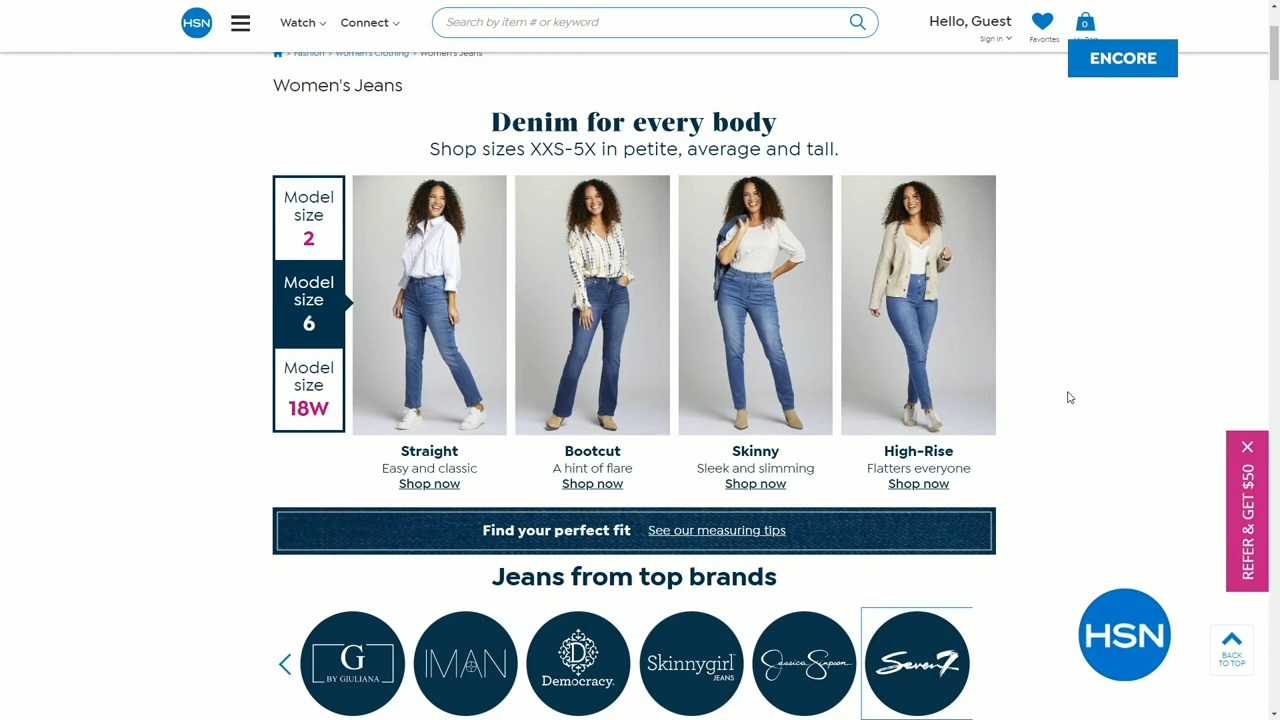 HSN
Watch
Connect
Search by item # or keyword
Hello, Guest
Sign In
Favorites
0
ENCORE
Fashion > Women's Clothing > Women's Jeans
Women's Jeans
Denim for every body
Shop sizes XXS-5X in petite, average and tall.
Model
size
2
Model
size
6
Model
size
18W
Straight
Easy and classic
Shop now
Bootcut
A hint of flare
Shop now
Skinny
Sleek and slimming
Shop now
High-Rise
Flatters everyone
Shop now
Find your perfect fit See our measuring tips
Jeans from top brands
G
BY GIULIANA
IMAN
D
Democracy.
Skinnygirl
JEANS
Jessica Simpson
Seven7
REFER & GET $50
HSN
BACK
TO TOP